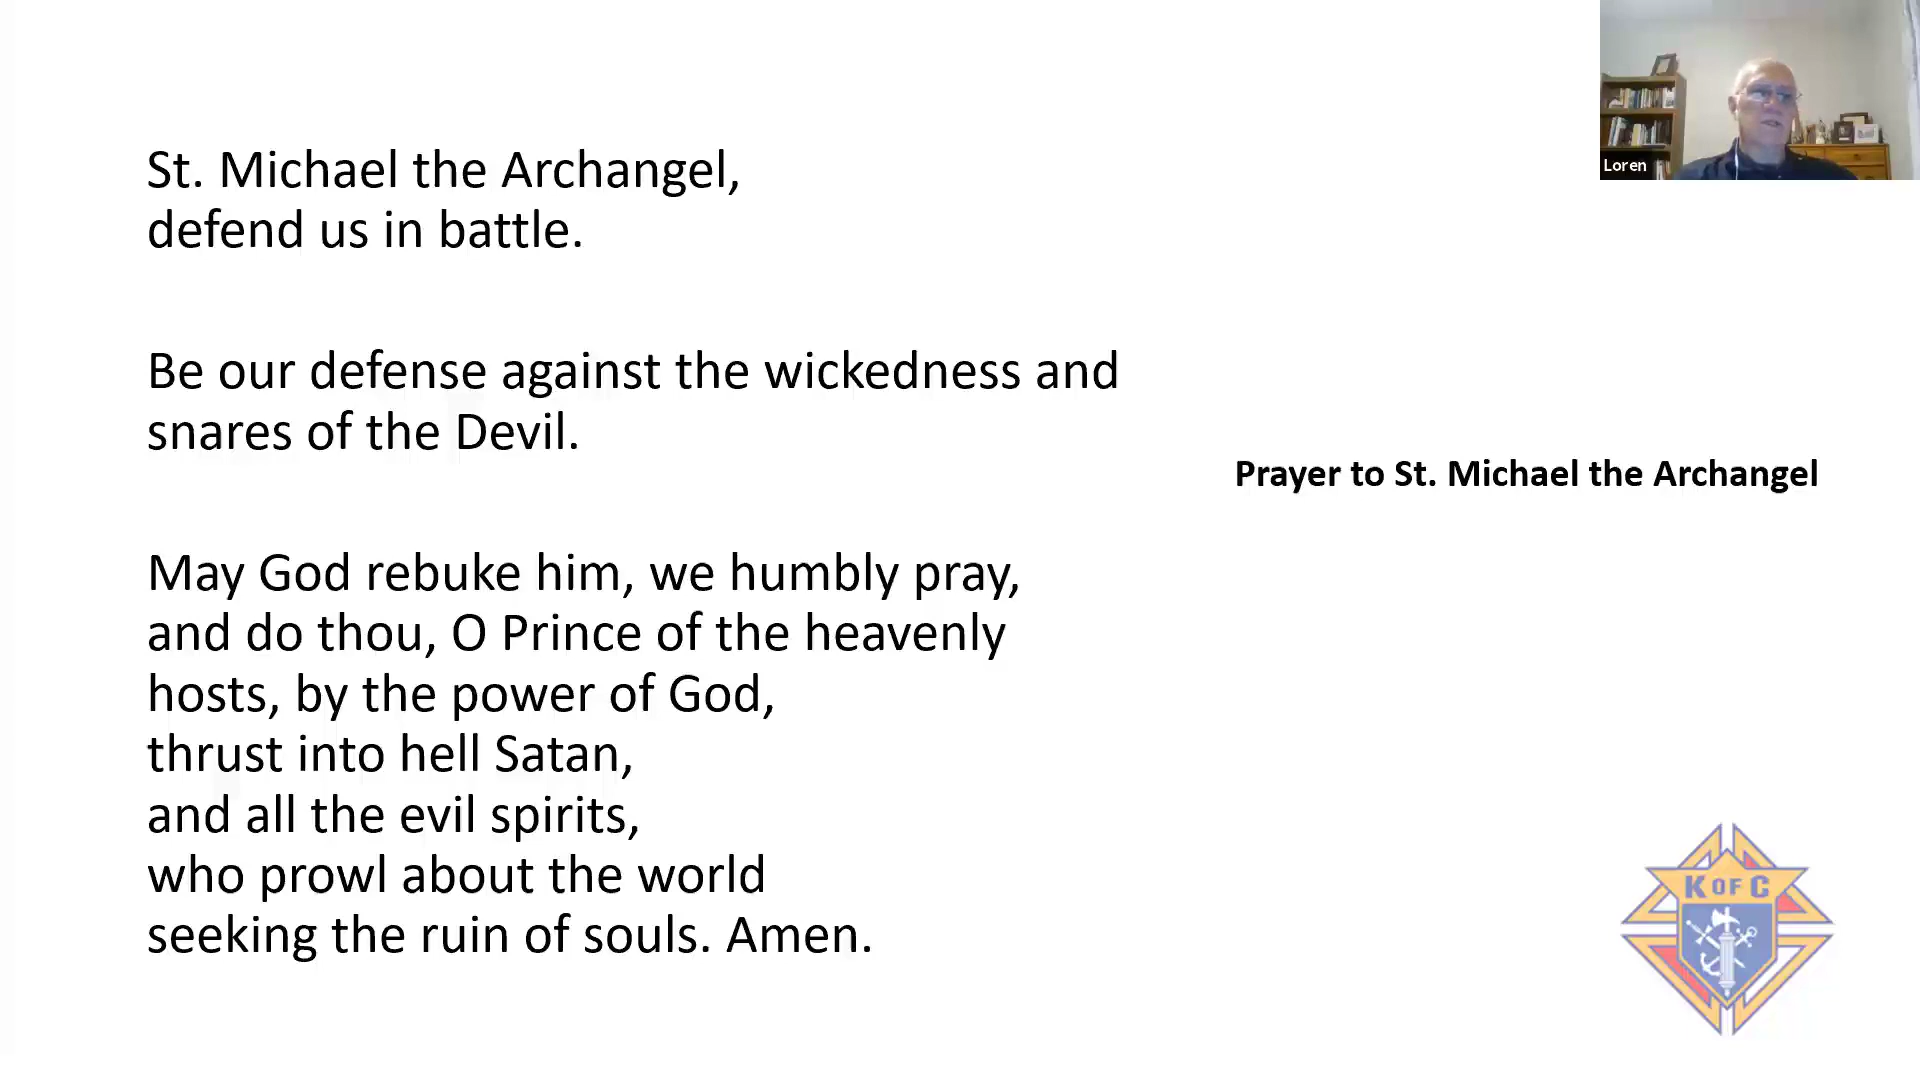 St. Michael the Archangel,
defend us in battle.
Be our defense against the wickedness and
snares of the Devil.
May God rebuke him, we humbly pray,
and do thou, O Prince of the heavenly
hosts, by the power of God,
thrust into hell Satan,
and all the evil spirits,
who prowl about the world
seeking the ruin of souls. Amen.
Prayer to St. Michael the Archangel
Loren
K OF C